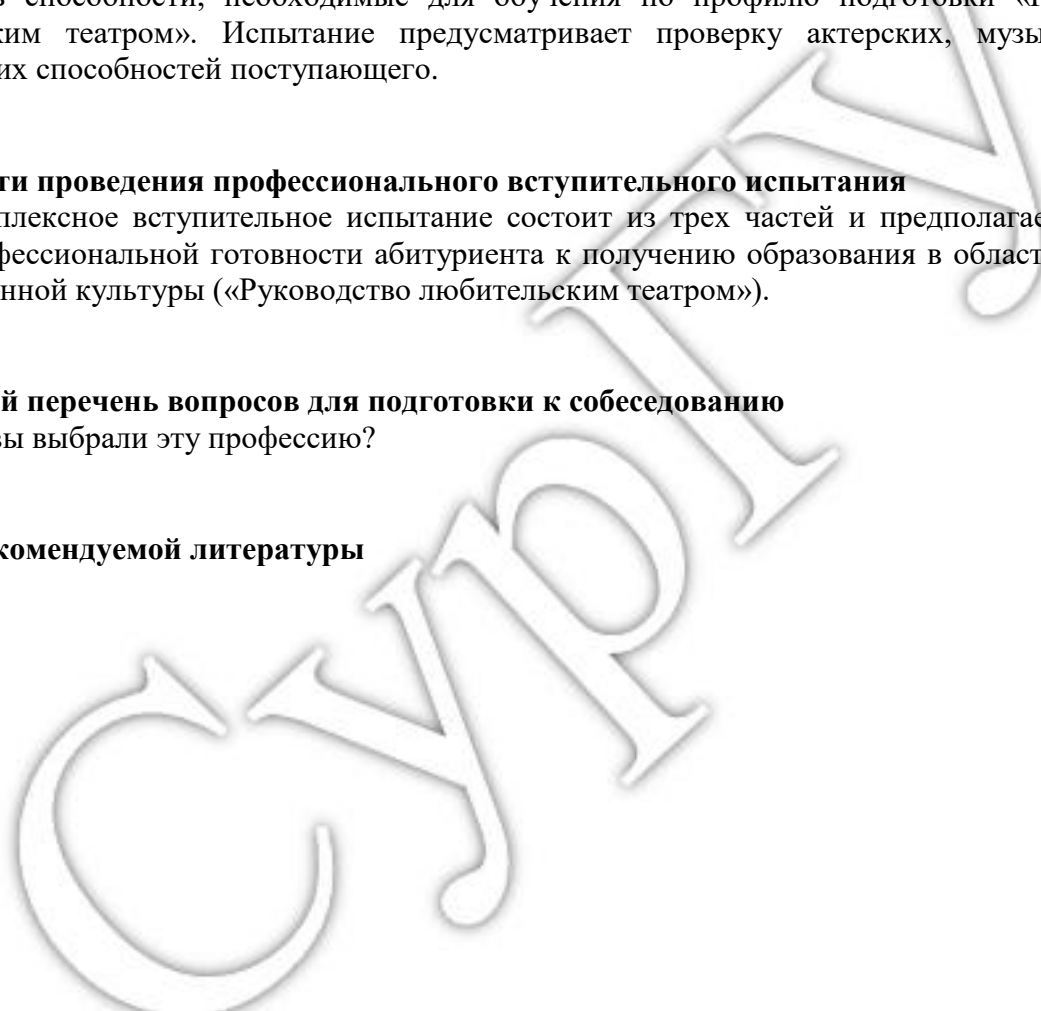 способности, необходимые для обучения по профилю подготовки
ким театром». Испытание предусматривает проверку актерских, музы
их способностей поступающего.
ти проведения профессионального вступительного испытания
плексное вступительное испытание состоит из трех частей и предполагае
фессиональной готовности абитуриента к получению образования в област
нной культуры («Руководство любительским театром»).
й перечень вопросов для подготовки к собеседованию
вы выбрали эту профессию?
комендуемой литературы
СурГУ